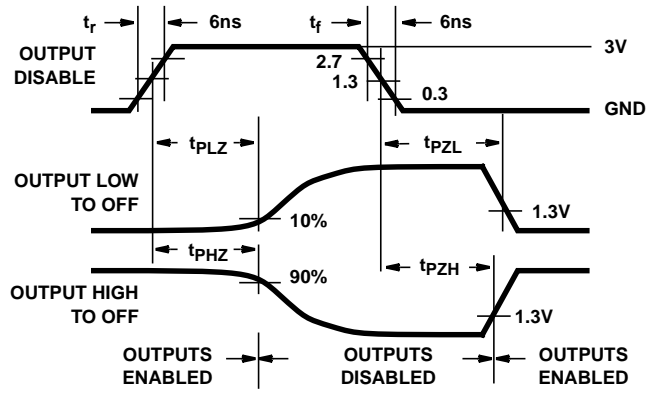 tr 6ns tf 6ns
OUTPUT
DISABLE
3V
2.7
1.3
0.3
GND
tPLZ tPZL
OUTPUT LOW
TO OFF
10%
1.3V
tPHZ tPZH
90%
OUTPUT HIGH
TO OFF
1.3V
OUTPUTS
ENABLED
OUTPUTS
DISABLED
OUTPUTS
ENABLED